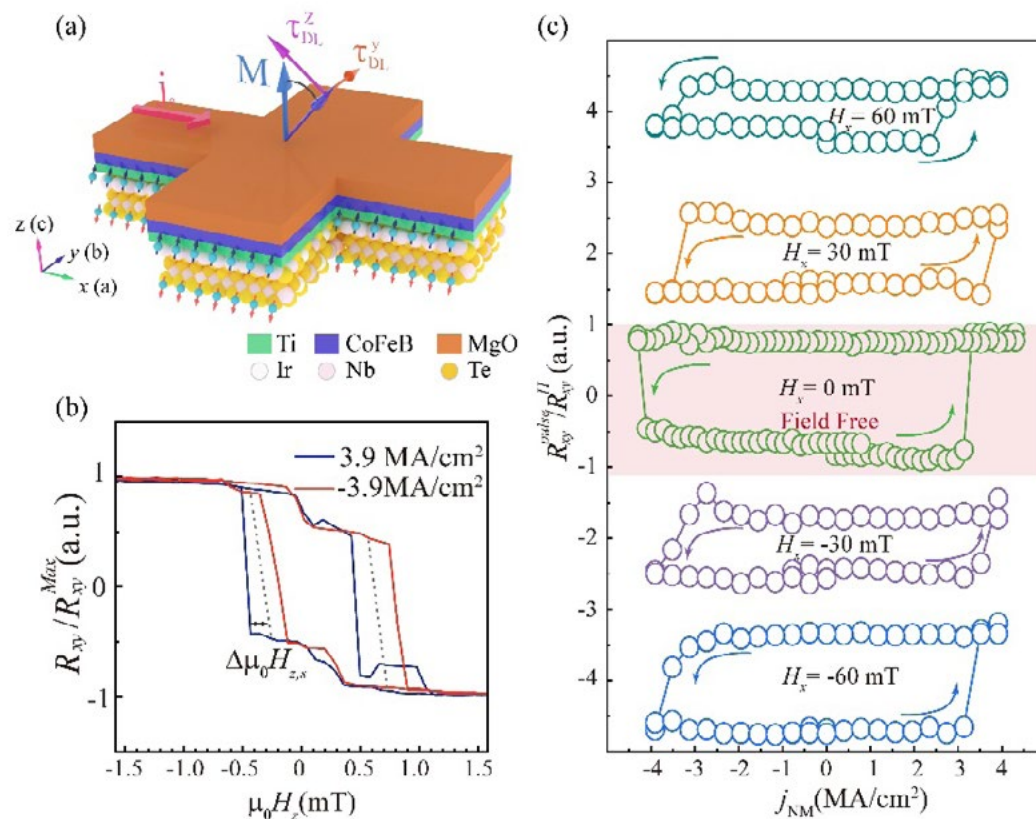 (a)
M
τ_DL^Z
τ_DL^y
z (c)
y (b)
x (a)
Ti
CoFeB
MgO
Ir
Nb
Te
(b)
3.9 MA/cm²
-3.9MA/cm²
1
0
-1
R_xy/R_xy^Max (a.u.)
Δμ₀H_z,s
-1.5 -1.0 -0.5 0 0.5 1.0 1.5
μ₀H_z(mT)
(c)
4
3
2
1
0
-1
-2
-3
-4
R_xy^pulse/R_xy^H (a.u.)
H_x= 60 mT
H_x= 30 mT
H_x= 0 mT
Field Free
H_x= -30 mT
H_x= -60 mT
-4 -3 -2 -1 0 1 2 3 4
j_NM(MA/cm²)